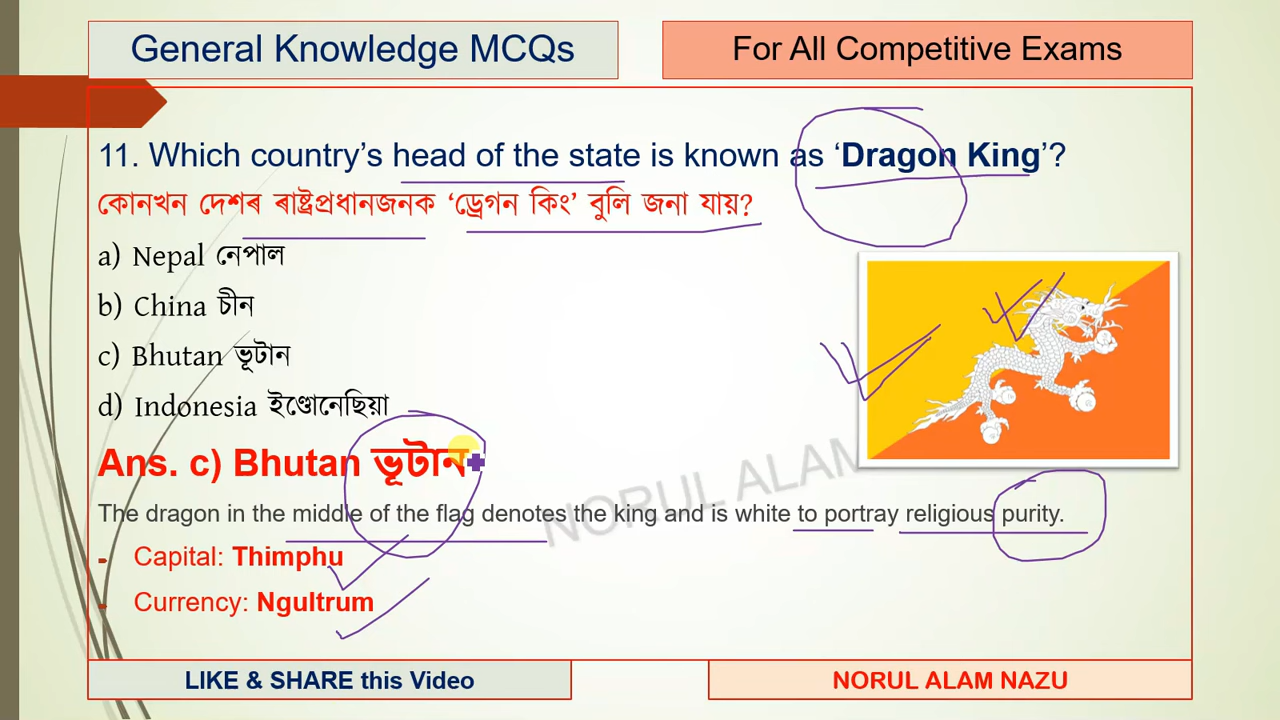 General Knowledge MCQs
For All Competitive Exams
11. Which country's head of the state is known as ‘Dragon King’?
কোনখন দেশৰ ৰাষ্ট্ৰপ্ৰধানজনক ‘ড্ৰেগন কিং’ বুলি জনা যায়?
a) Nepal নেপাল
b) China চীন
c) Bhutan ভূটান
d) Indonesia ইণ্ডোনেছিয়া
Ans. c) Bhutan ভূটান
The dragon in the middle of the flag denotes the king and is white to portray religious purity.
- Capital: Thimphu
- Currency: Ngultrum
NORUL ALAM
LIKE & SHARE this Video
NORUL ALAM NAZU